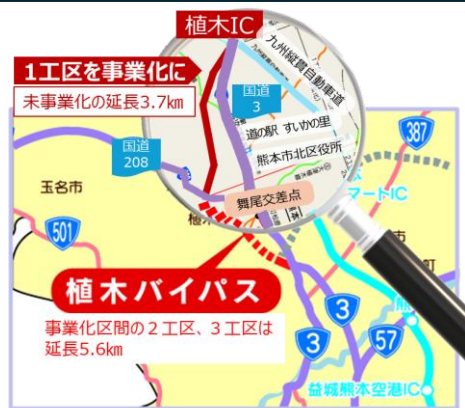 植木IC
九州縦貫自動車道
1工区を事業化に
未事業化の延長3.7km
国道
3
387
国道
208
道の駅 すいかの里
熊本市北区役所
玉名市
舞尾交差点
マートIC
501
市
町
植木バイパス
事業化区間の2工区、3工区は
延長5.6km
3
3
57
益城熊本空港IC